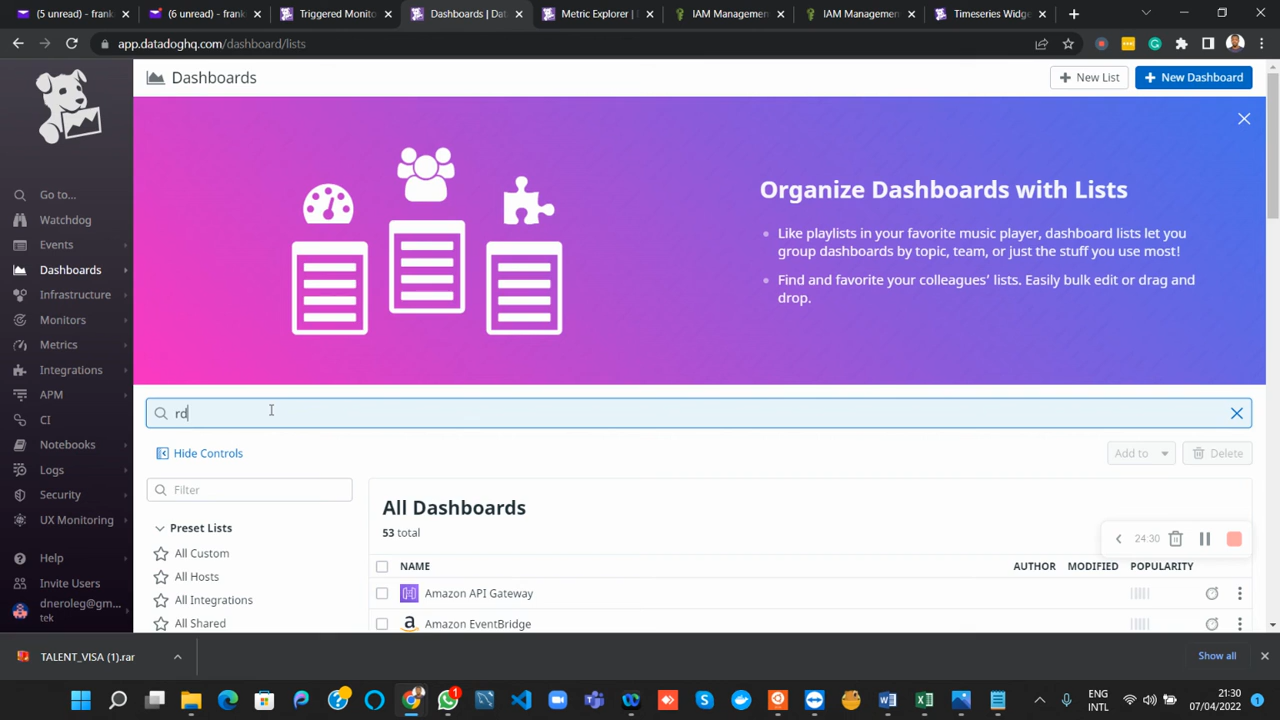 (5 unread) - frank
(6 unread) - frank
Triggered Monito
Dashboards | Dat
Metric Explorer | D
IAM Managemen
IAM Managemen
Timeseries Widge
app.datadoghq.com/dashboard/lists
Dashboards
New List
New Dashboard
Organize Dashboards with Lists
Like playlists in your favorite music player, dashboard lists let you
group dashboards by topic, team, or just the stuff you use most!
Find and favorite your colleagues' lists. Easily bulk edit or drag and
drop.
Go to...
Watchdog
Events
Dashboards
Infrastructure
Monitors
Metrics
Integrations
APM
CI
Notebooks
Logs
Security
UX Monitoring
Help
Invite Users
dneroleg@gm...
tek
rd
Hide Controls
Add to
Delete
Filter
Preset Lists
All Custom
All Hosts
All Integrations
All Shared
All Dashboards
53 total
NAME AUTHOR MODIFIED POPULARITY
Amazon API Gateway
Amazon EventBridge
24:30
TALENT_VISA (1).rar
Show all
1
ENG
INTL
21:30
07/04/2022